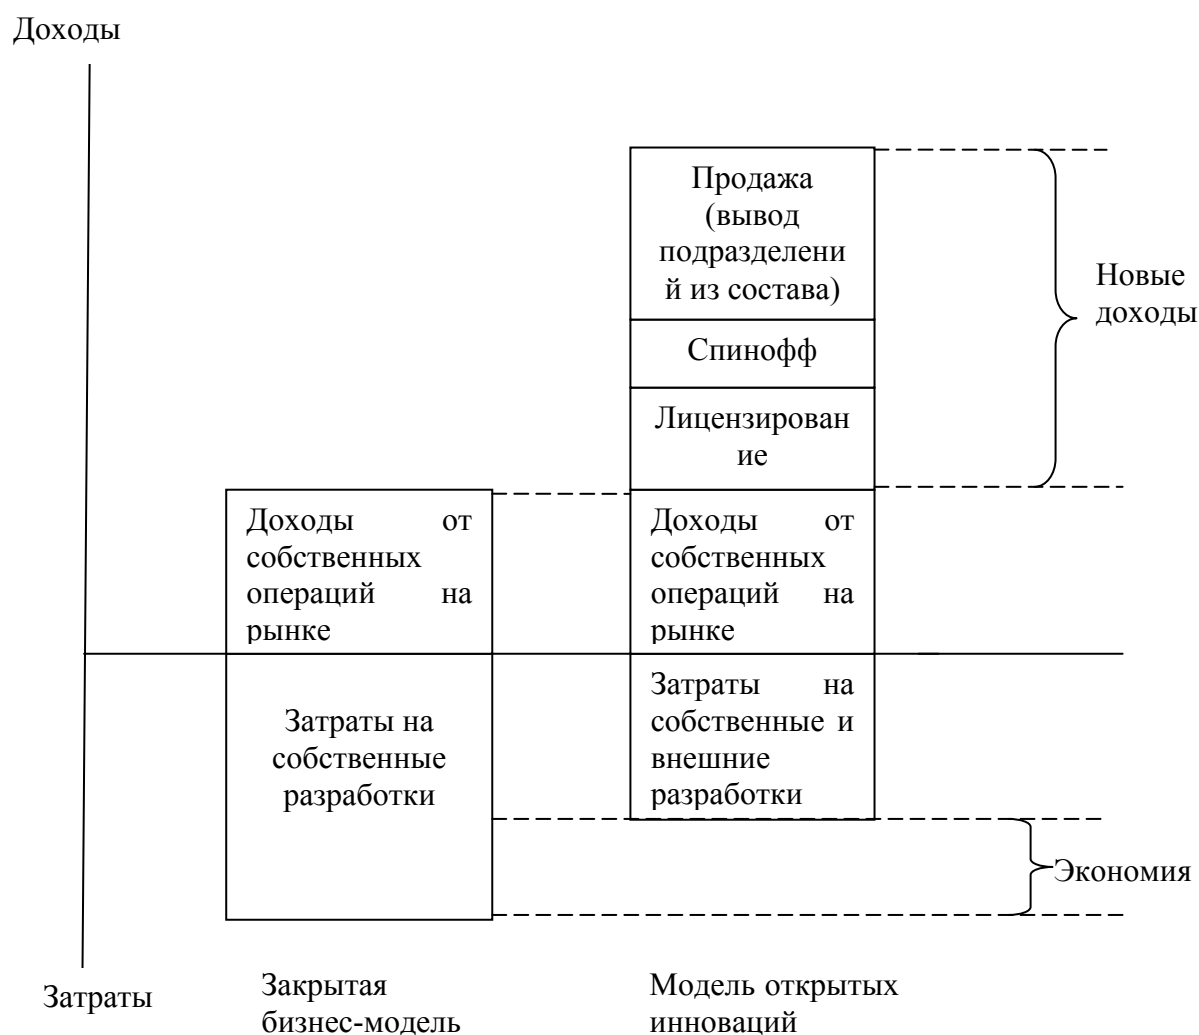 Доходы
Продажа
(вывод
подразделени
й из состава)
Новые
доходы
Спинофф
Лицензирован
ие
Доходы от
собственных
операций на
рынке
Доходы от
собственных
операций на
рынке
Затраты на
собственные
разработки
Затраты на
собственные и
внешние
разработки
Экономия
Затраты
Закрытая
бизнес-модель
Модель открытых
инноваций